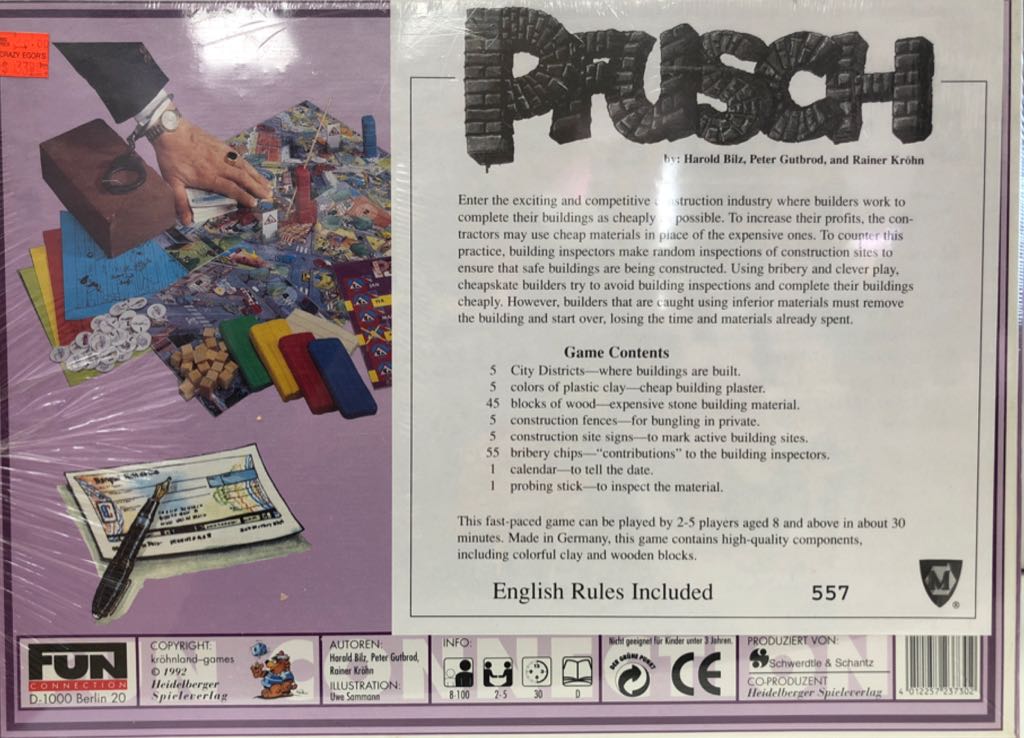 CRAZY EGOR'S
PFUSCH
by: Harold Bilz, Peter Gutbrod, and Rainer Kröhn
Enter the exciting and competitive construction industry where builders work to
complete their buildings as cheaply as possible. To increase their profits, the con-
tractors may use cheap materials in place of the expensive ones. To counter this
practice, building inspectors make random inspections of construction sites to
ensure that safe buildings are being constructed. Using bribery and clever play,
cheapskate builders try to avoid building inspections and complete their buildings
cheaply. However, builders that are caught using inferior materials must remove
the building and start over, losing the time and materials already spent.
Game Contents
5 City Districts—where buildings are built.
5 colors of plastic clay—cheap building plaster.
45 blocks of wood—expensive stone building material.
5 construction fences—for bungling in private.
5 construction site signs—to mark active building sites.
55 bribery chips—"contributions" to the building inspectors.
1 calendar—to tell the date.
1 probing stick—to inspect the material.
This fast-paced game can be played by 2-5 players aged 8 and above in about 30
minutes. Made in Germany, this game contains high-quality components,
including colorful clay and wooden blocks.
English Rules Included 557
M ®
FUN
CONNECTION
D-1000 Berlin 20
COPYRIGHT:
kröhnland-games
© 1992
Heidelberger
Spieleverlag
AUTOREN:
Harold Bilz, Peter Gutbrod,
Rainer Kröhn
ILLUSTRATION:
Uwe Sammann
INFO:
8-100 2-5 30 D
Nicht geeignet für Kinder unter 3 Jahren.
DER GRÜNE PUNKT
CE
PRODUZIERT VON:
Schwerdtle & Schantz
CO-PRODUZENT
Heidelberger Spieleverlag
4 012257 237302